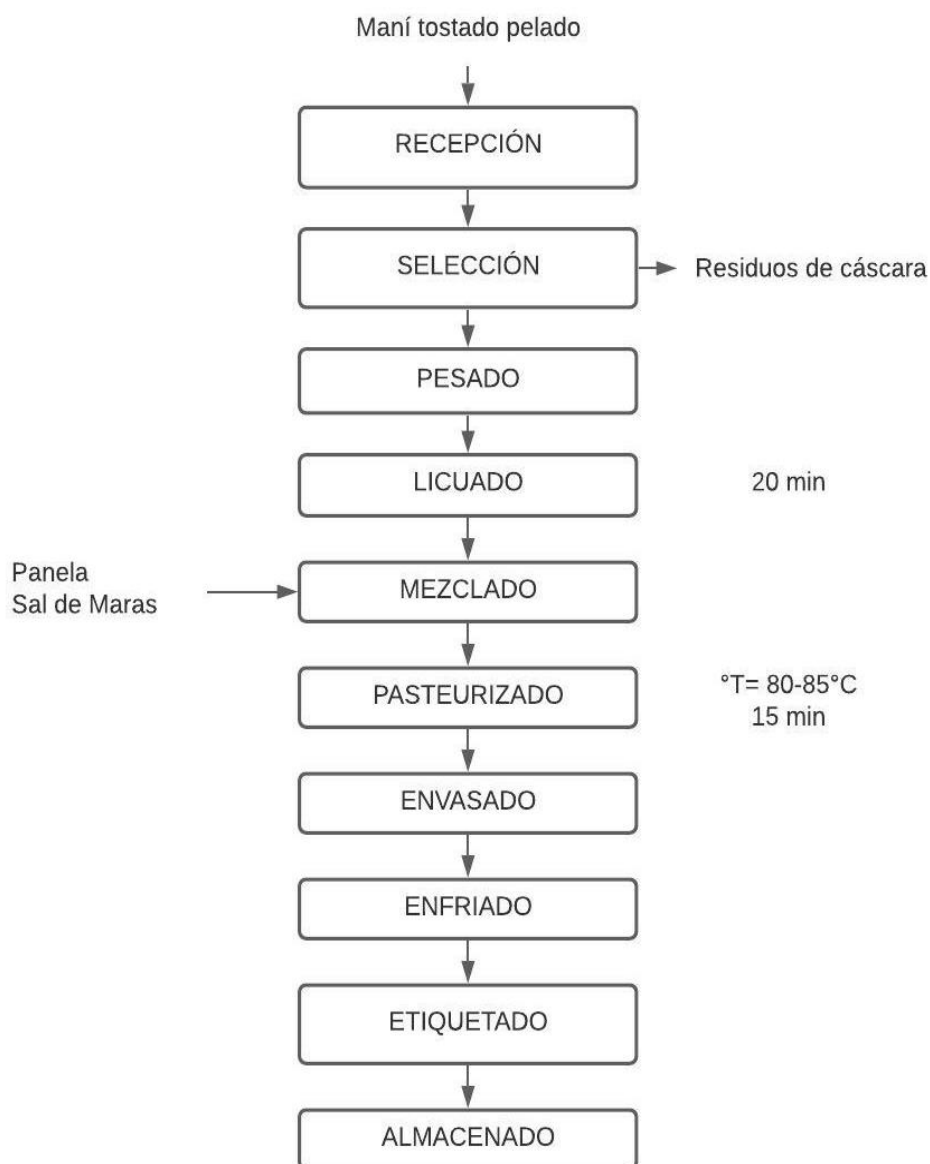 Maní tostado pelado
RECEPCIÓN
SELECCIÓN
Residuos de cáscara
PESADO
LICUADO
20 min
Panela
Sal de Maras
MEZCLADO
PASTEURIZADO
°T= 80-85°C
15 min
ENVASADO
ENFRIADO
ETIQUETADO
ALMACENADO